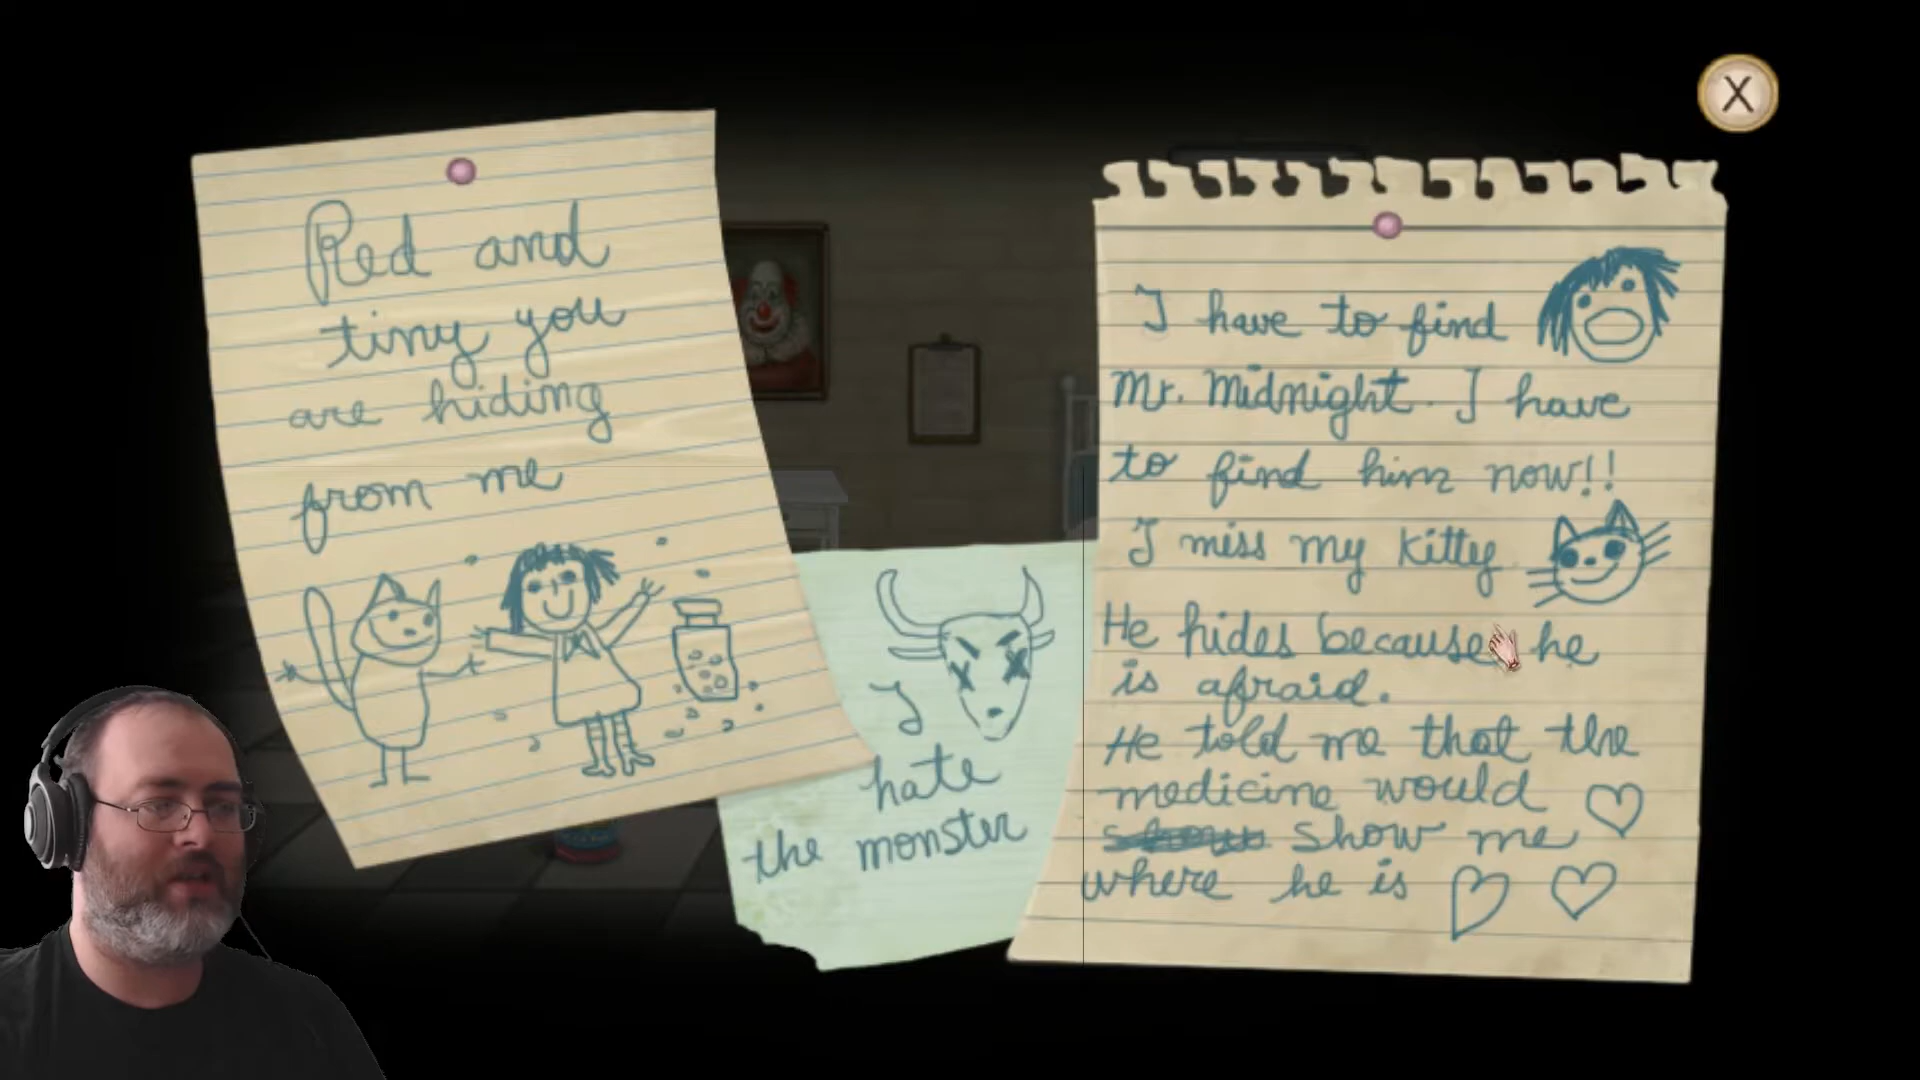 Red and
tiny you
are hiding
from me
I
hate
the monster
I have to find
Mr. Midnight. I have
to find him now!!
I miss my Kitty
He hides because he
is afraid.
He told me that the
medicine would
show show me
where he is
X